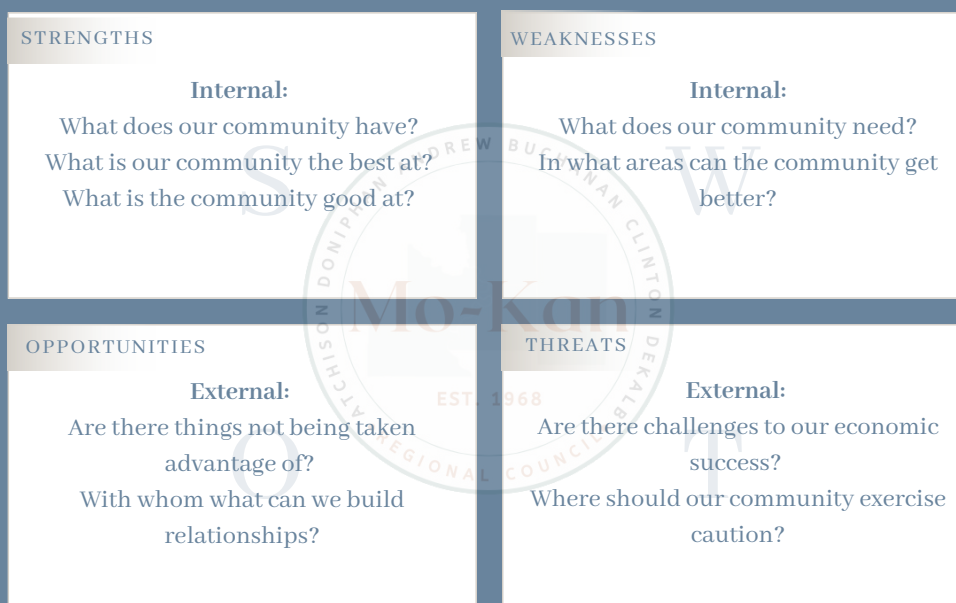 STRENGTHS
Internal:
What does our community have?
What is our community the best at?
What is the community good at?
S
WEAKNESSES
Internal:
What does our community need?
In what areas can the community get
better?
W
OPPORTUNITIES
External:
Are there things not being taken
advantage of?
With whom what can we build
relationships?
O
THREATS
External:
Are there challenges to our economic
success?
Where should our community exercise
caution?
T
ATCHISON DONIPHAN ANDREW BUCHANAN CLINTON DEKALB
Mo-Kan
EST. 1968
REGIONAL COUNCIL